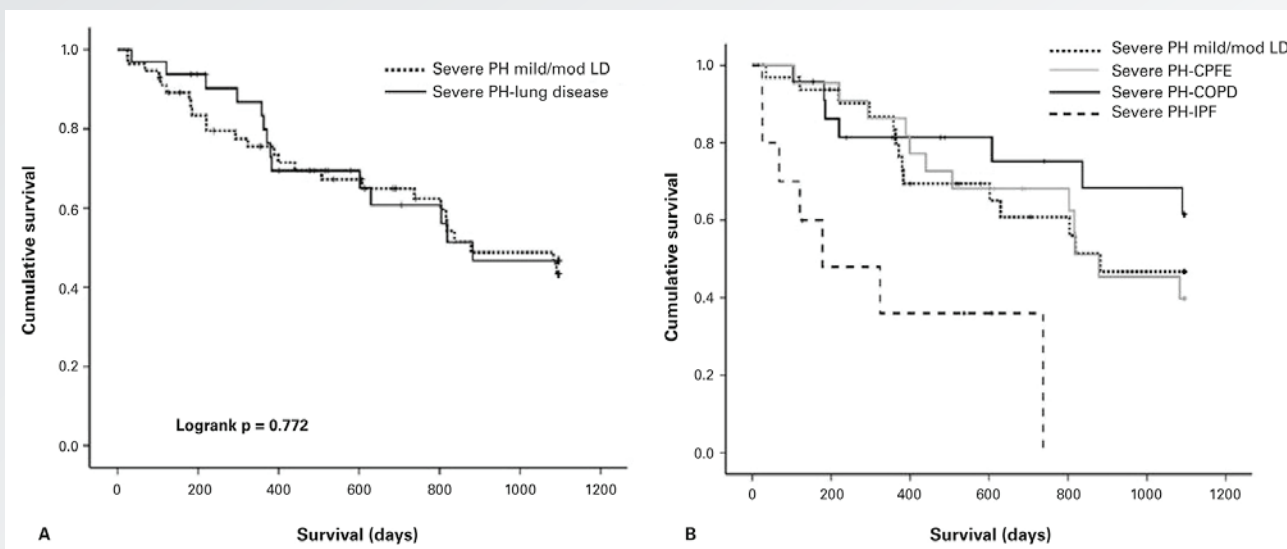 1.0
0.8
0.6
0.4
0.2
0.0
Cumulative survival
Severe PH mild/mod LD
Severe PH-lung disease
Logrank p = 0.772
0 200 400 600 800 1000 1200
A
Survival (days)
Severe PH mild/mod LD
Severe PH-CPFE
Severe PH-COPD
Severe PH-IPF
1.0
0.8
0.6
0.4
0.2
0.0
Cumulative survival
0 200 400 600 800 1000 1200
B
Survival (days)